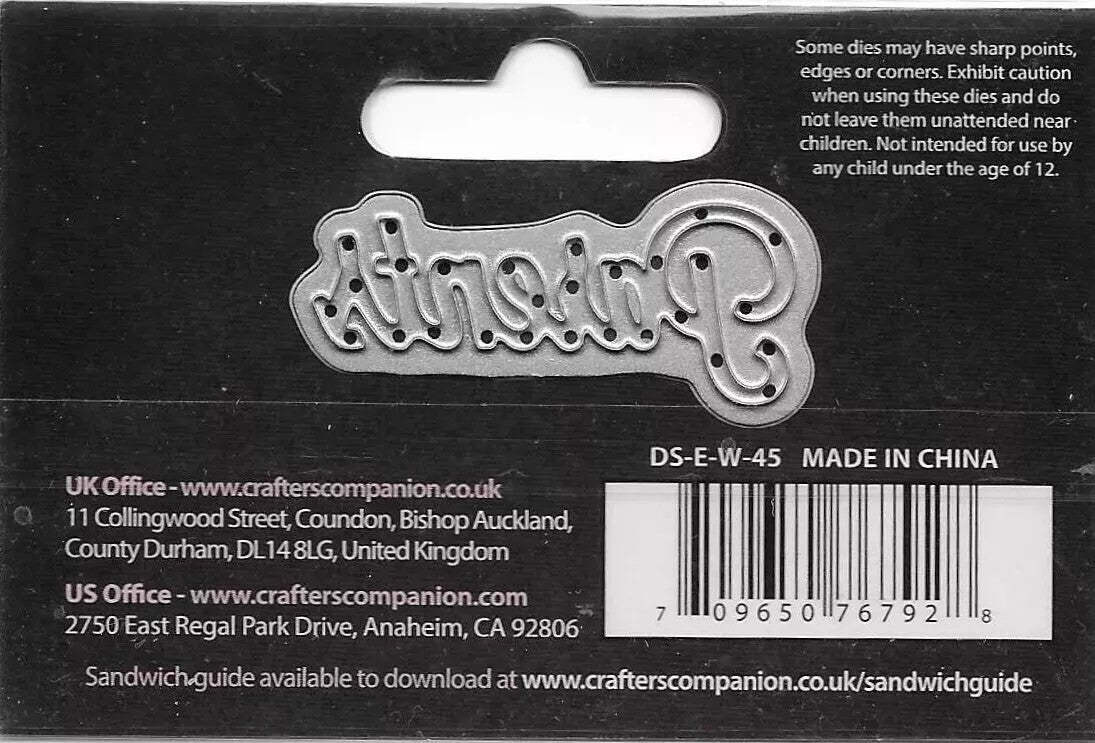 Some dies may have sharp points,
edges or corners. Exhibit caution
when using these dies and do
not leave them unattended near
children. Not intended for use by
any child under the age of 12.
DS-E-W-45 MADE IN CHINA
UK Office - www.crafterscompanion.co.uk
11 Collingwood Street, Coundon, Bishop Auckland,
County Durham, DL14 8LG, United Kingdom
US Office - www.crafterscompanion.com
2750 East Regal Park Drive, Anaheim, CA 92806
7 09650 76792 8
Sandwich guide available to download at www.crafterscompanion.co.uk/sandwichguide